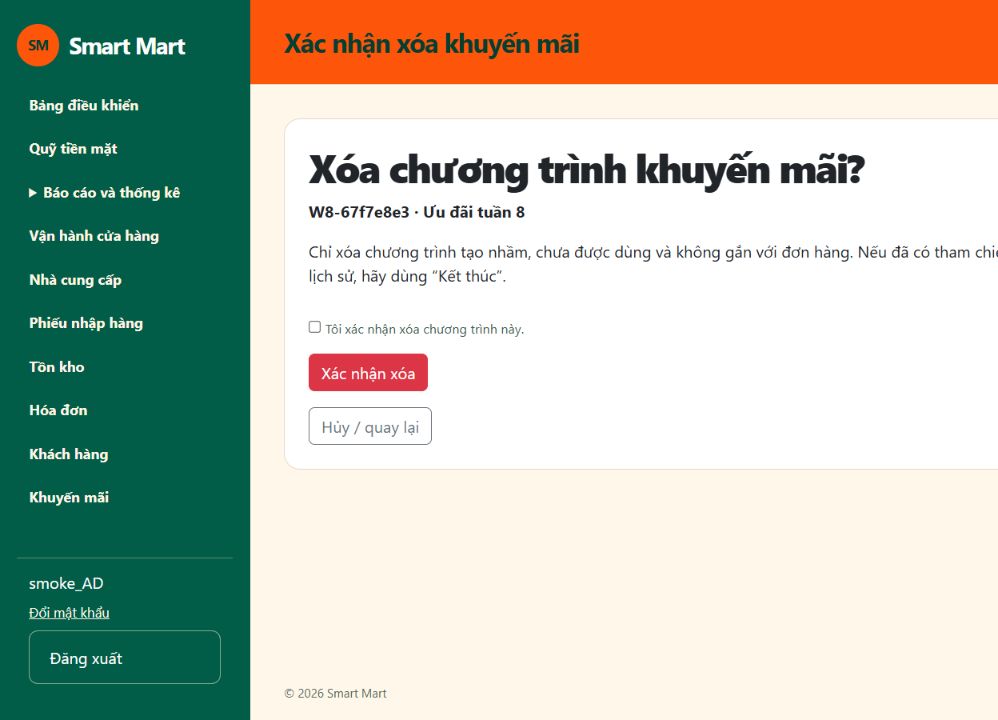 SM Smart Mart
Bảng điều khiển
Quỹ tiền mặt
Báo cáo và thống kê
Vận hành cửa hàng
Nhà cung cấp
Phiếu nhập hàng
Tồn kho
Hóa đơn
Khách hàng
Khuyến mãi
smoke_AD
Đổi mật khẩu
Đăng xuất
Xác nhận xóa khuyến mãi
Xóa chương trình khuyến mãi?
W8-67f7e8e3 · Ưu đãi tuần 8
Chỉ xóa chương trình tạo nhầm, chưa được dùng và không gắn với đơn hàng. Nếu đã có tham
lịch sử, hãy dùng “Kết thúc”.
Tôi xác nhận xóa chương trình này.
Xác nhận xóa
Hủy / quay lại
© 2026 Smart Mart